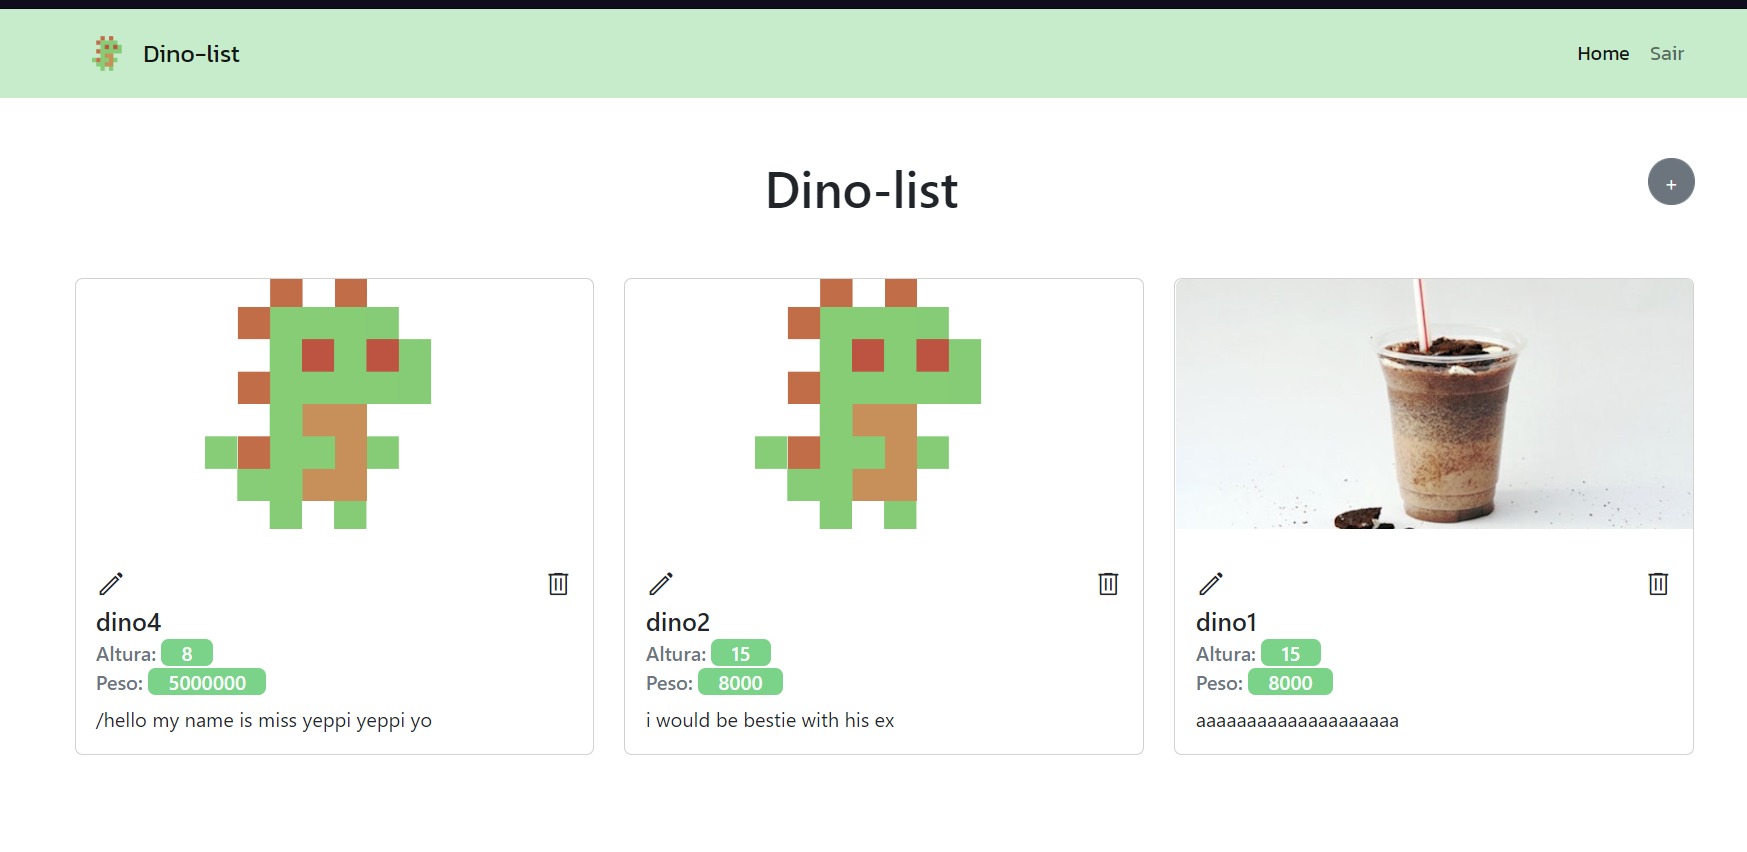 Dino-list
Home Sair
Dino-list
+
dino4
Altura: 8
Peso: 5000000
/hello my name is miss yeppi yeppi yo
dino2
Altura: 15
Peso: 8000
i would be bestie with his ex
dino1
Altura: 15
Peso: 8000
aaaaaaaaaaaaaaaaaaaa